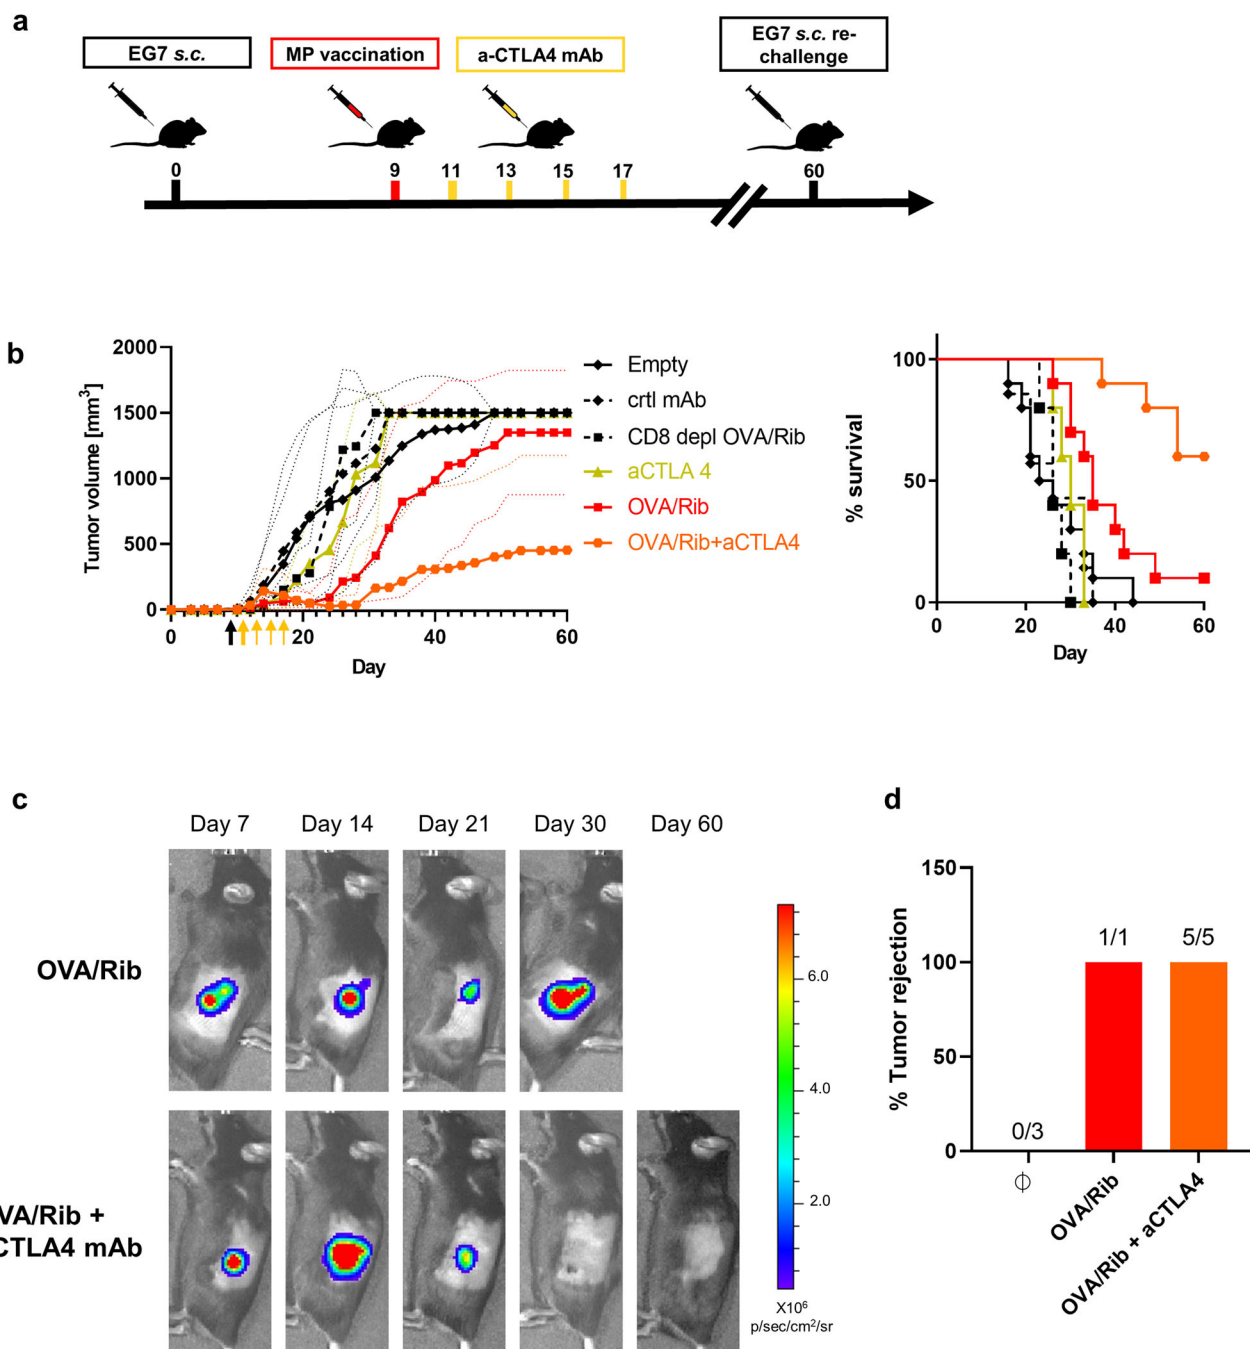 a
EG7 s.c.
MP vaccination
a-CTLA4 mAb
EG7 s.c. re-
challenge
0
9
11
13
15
17
60
b
Tumor volume [mm³]
2000
1500
1000
500
0
0
20
40
60
Day
Empty
crtl mAb
CD8 depl OVA/Rib
aCTLA 4
OVA/Rib
OVA/Rib+aCTLA4
% survival
100
50
0
0
20
40
60
Day
c
Day 7
Day 14
Day 21
Day 30
Day 60
OVA/Rib
VA/Rib +
CTLA4 mAb
6.0
4.0
2.0
X10⁶
p/sec/cm²/sr
d
% Tumor rejection
150
100
50
0
0/3
1/1
5/5
⌽
OVA/Rib
OVA/Rib + aCTLA4